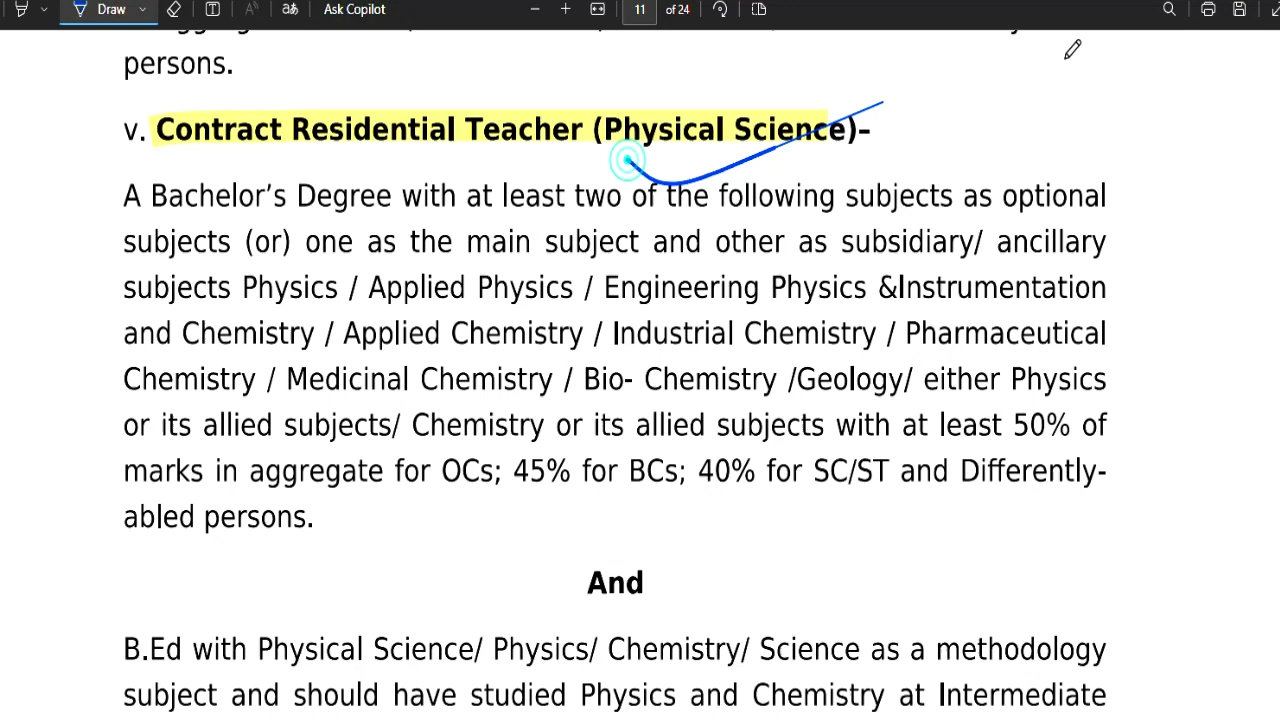 Draw
Ask Copilot
11 of 24
persons.
v. Contract Residential Teacher (Physical Science)–
A Bachelor’s Degree with at least two of the following subjects as optional
subjects (or) one as the main subject and other as subsidiary/ ancillary
subjects Physics / Applied Physics / Engineering Physics &Instrumentation
and Chemistry / Applied Chemistry / Industrial Chemistry / Pharmaceutical
Chemistry / Medicinal Chemistry / Bio- Chemistry /Geology/ either Physics
or its allied subjects/ Chemistry or its allied subjects with at least 50% of
marks in aggregate for OCs; 45% for BCs; 40% for SC/ST and Differently-
abled persons.
And
B.Ed with Physical Science/ Physics/ Chemistry/ Science as a methodology
subject and should have studied Physics and Chemistry at Intermediate